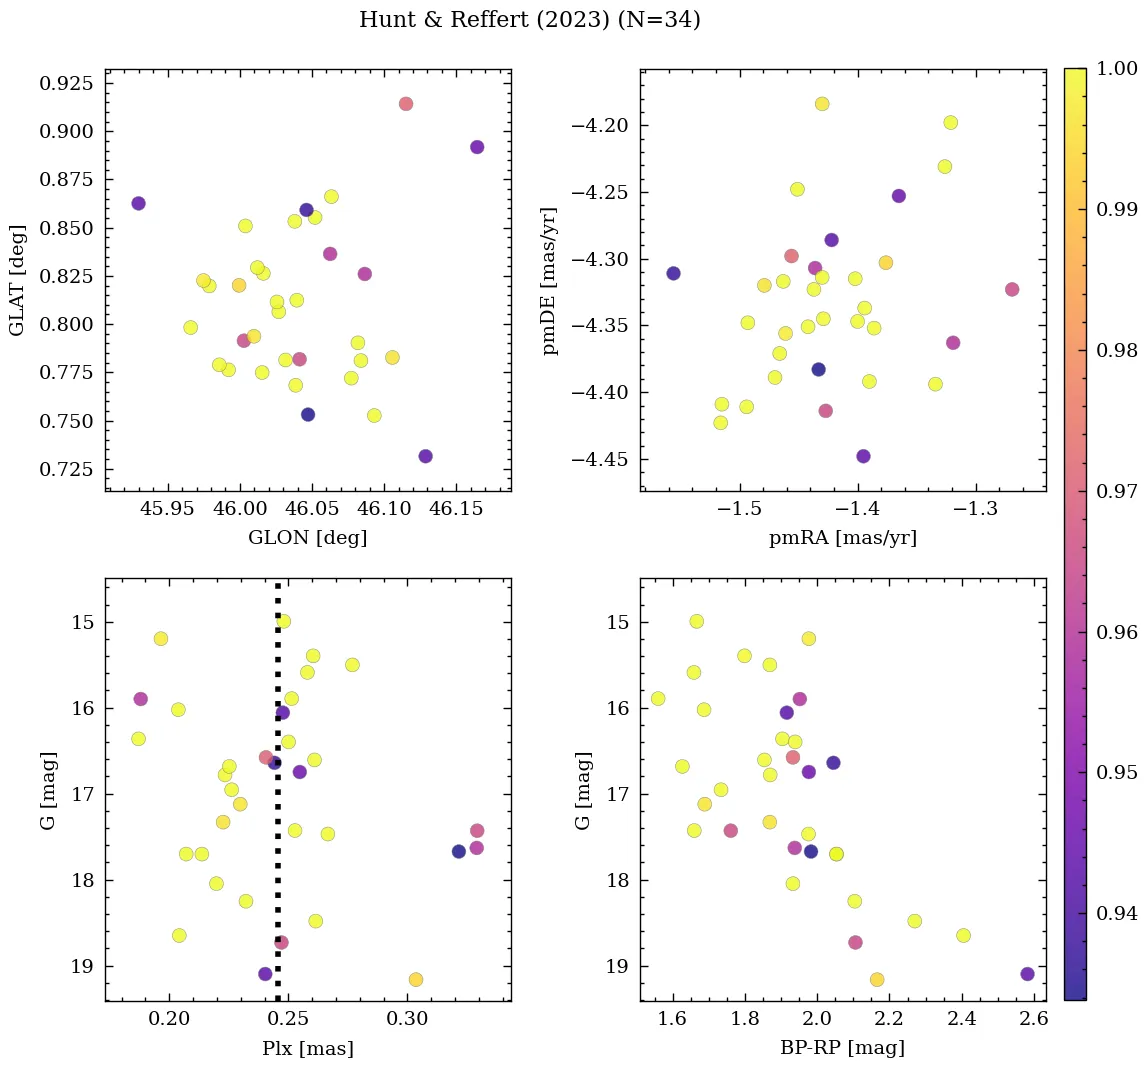 Hunt & Reffert (2023) (N=34)
GLAT [deg]
0.925
0.900
0.875
0.850
0.825
0.800
0.775
0.750
0.725
45.95 46.00 46.05 46.10 46.15
GLON [deg]
pmDE [mas/yr]
−4.20
−4.25
−4.30
−4.35
−4.40
−4.45
−1.5 −1.4 −1.3
pmRA [mas/yr]
G [mag]
15
16
17
18
19
0.20 0.25 0.30
Plx [mas]
G [mag]
15
16
17
18
19
1.6 1.8 2.0 2.2 2.4 2.6
BP-RP [mag]
1.00
0.99
0.98
0.97
0.96
0.95
0.94